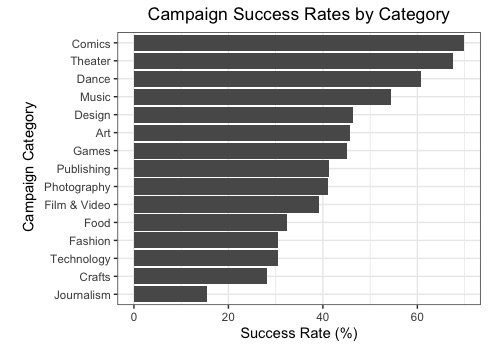 Campaign Success Rates by Category
Campaign Category
Comics
Theater
Dance
Music
Design
Art
Games
Publishing
Photography
Film & Video
Food
Fashion
Technology
Crafts
Journalism
0 20 40 60
Success Rate (%)